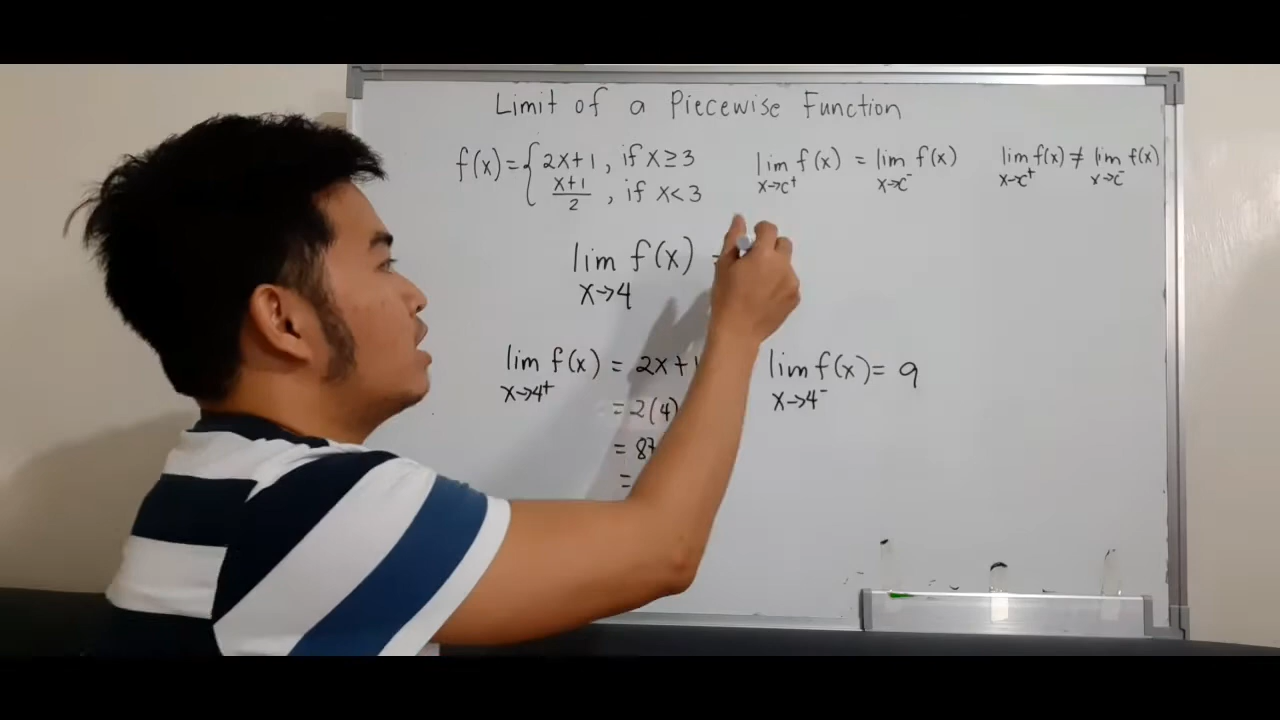 Limit of a Piecewise Function
f(x) = { 2x+1 , if x ≥ 3
x+1/2 , if x < 3
lim x→c⁺ f(x) = lim x→c⁻ f(x)
lim x→c⁺ f(x) ≠ lim x→c⁻ f(x)
lim x→4 f(x) =
lim x→4⁺ f(x) = 2x+1
= 2(4)
= 8+
=
lim x→4⁻ f(x) = 9